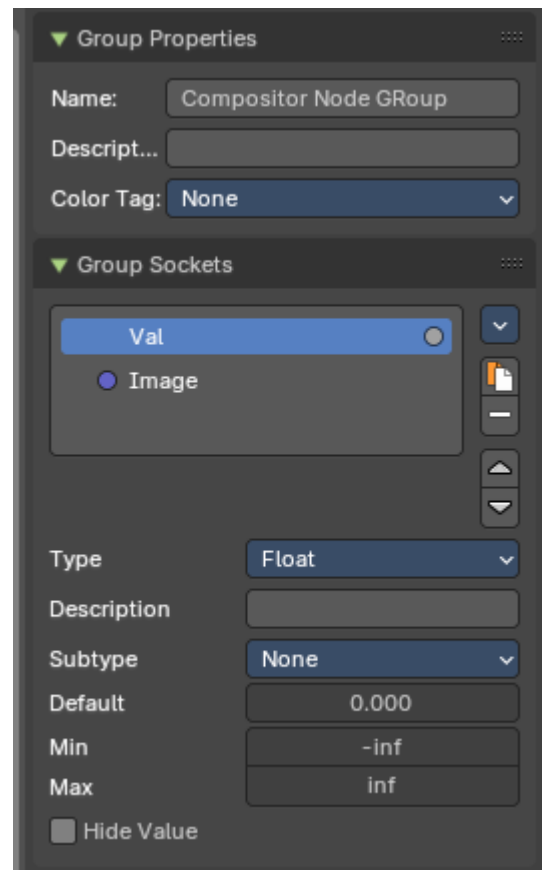 Group Properties
Name: Compositor Node GRoup
Descript...
Color Tag: None
Group Sockets
Val
Image
Type Float
Description
Subtype None
Default 0.000
Min -inf
Max inf
Hide Value